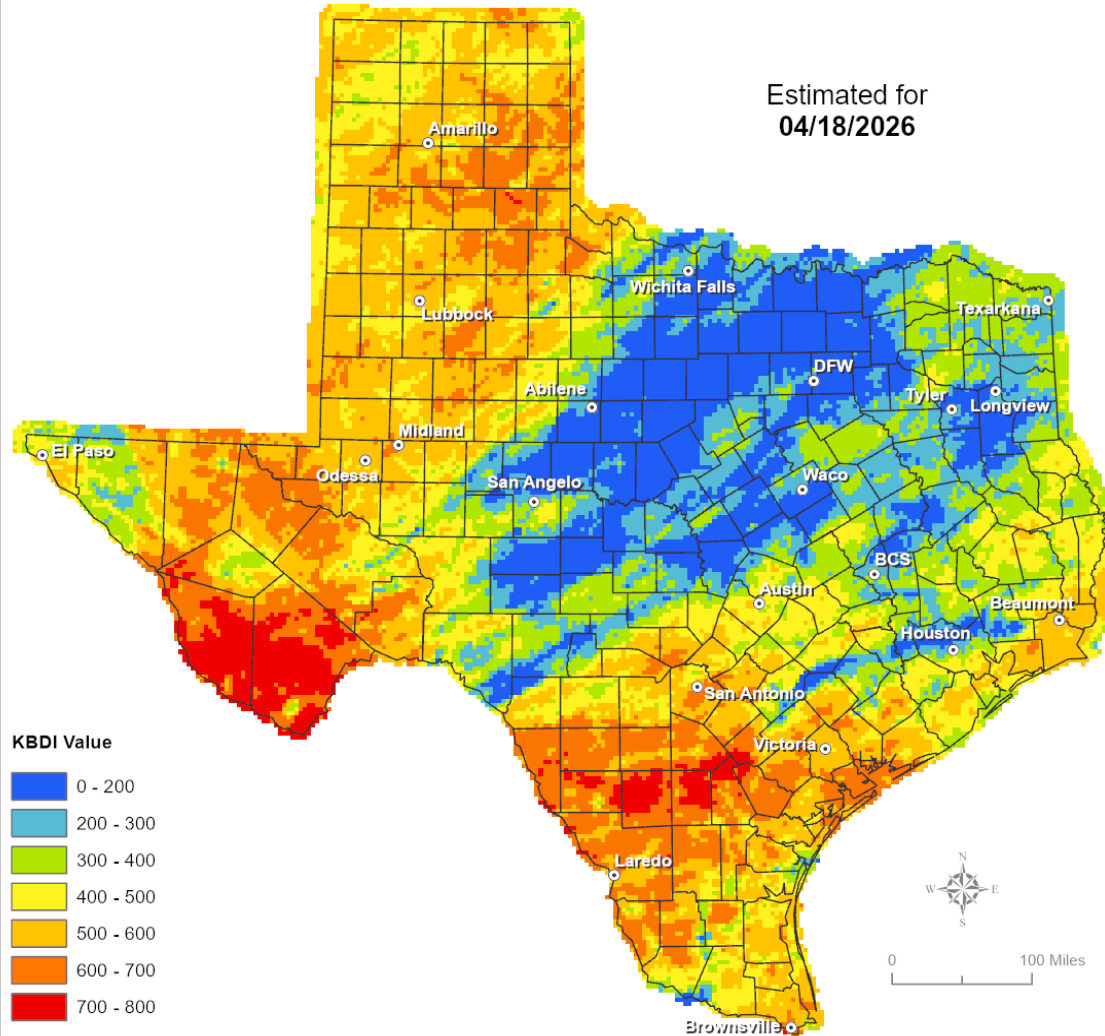 Estimated for
04/18/2026
Amarillo
Wichita Falls
Lubbock
Texarkana
DFW
Abilene
Tyler
Longview
Midland
El Paso
Odessa
San Angelo
Waco
BCS
Austin
Beaumont
Houston
San Antonio
Victoria
KBDI Value
0 - 200
200 - 300
300 - 400
400 - 500
500 - 600
600 - 700
700 - 800
Laredo
N
W
E
S
0
100 Miles
Brownsville